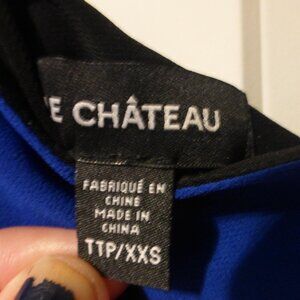 E CHÂTEAU
FABRIQUÉ EN
CHINE
MADE IN
CHINA
TTP/XXS